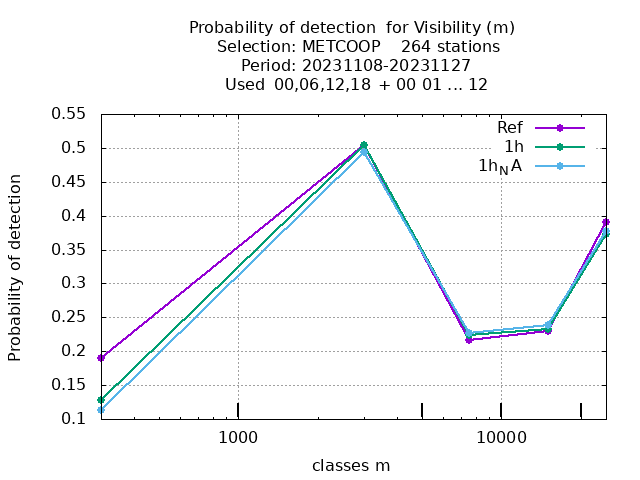 Probability of detection  for Visibility (m)
Selection: METCOOP    264 stations
Period: 20231108-20231127
Used  00,06,12,18 + 00 01 ... 12
0.55
0.5
0.45
0.4
0.35
0.3
0.25
0.2
0.15
0.1
Probability of detection
Ref
1h
1hNA
1000
10000
classes m